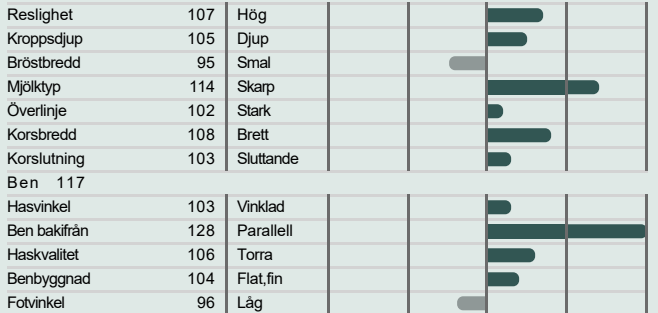 Reslighet 107 Hög
Kroppsdjup 105 Djup
Bröstbredd 95 Smal
Mjölktyp 114 Skarp
Överlinje 102 Stark
Korsbredd 108 Brett
Korslutning 103 Sluttande
Ben 117
Hasvinkel 103 Vinklad
Ben bakifrån 128 Parallell
Haskvalitet 106 Torra
Benbyggnad 104 Flat,fin
Fotvinkel 96 Låg